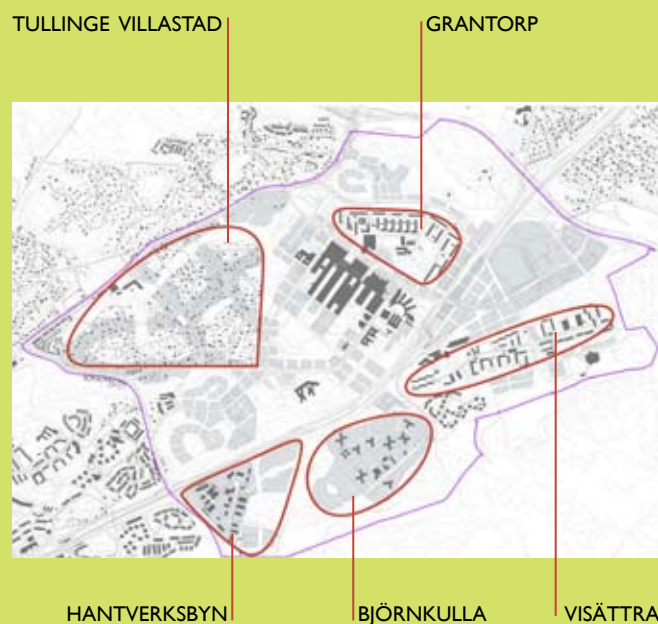 TULLINGE VILLASTAD
GRANTORP
HANTVERKSBYN
BJÖRNKULLA
VISÄTTRA